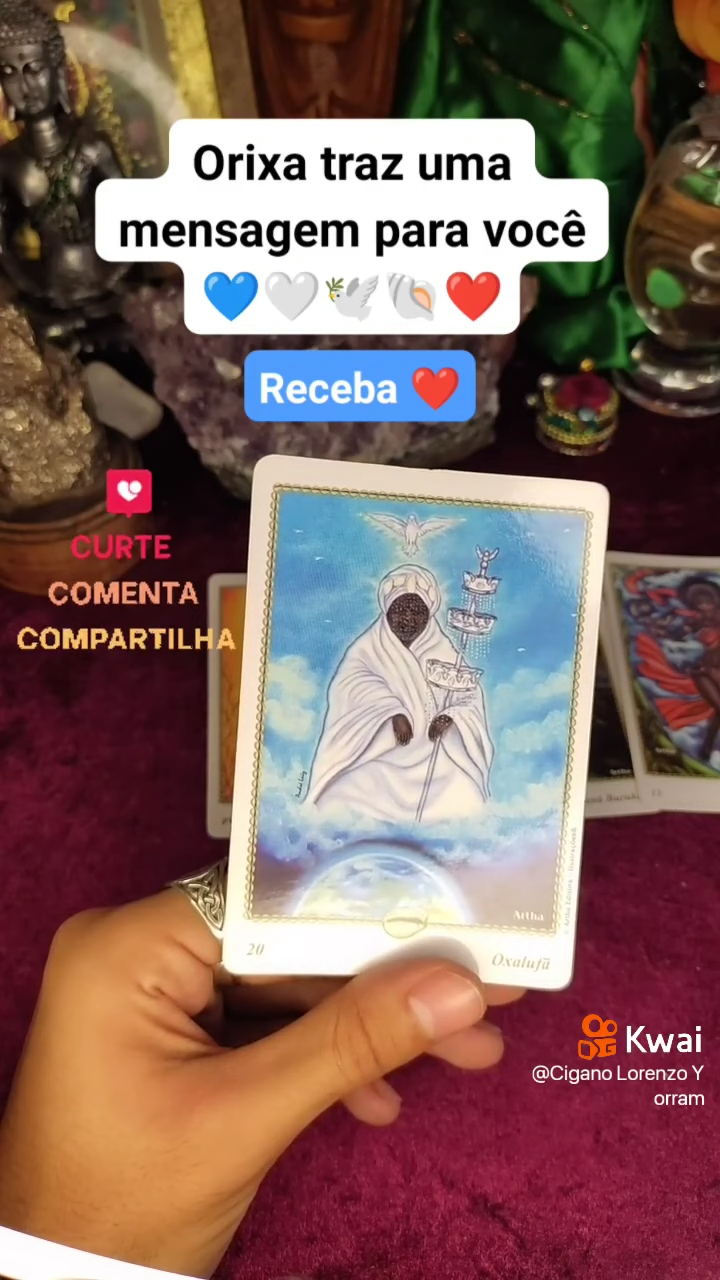 Orixa traz uma
mensagem para você
💙🤍🕊️🐚❤️
Receba ❤️
CURTE
COMENTA
COMPARTILHA
Artha
20
Oxalufã
Kwai
@Cigano Lorenzo Y
orram